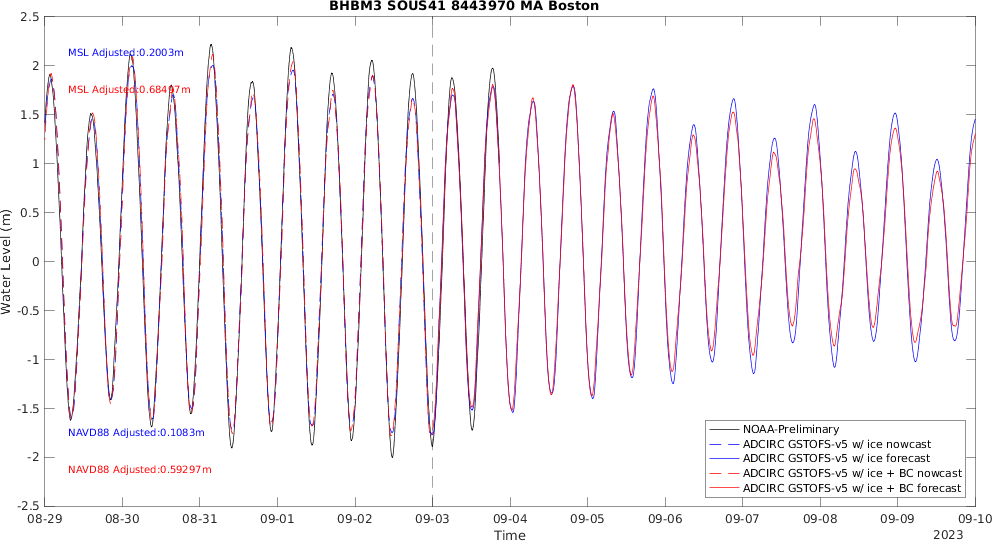 BHBM3 SOUS41 8443970 MA Boston
MSL Adjusted:0.2003m
MSL Adjusted:0.68497m
NAVD88 Adjusted:0.1083m
NAVD88 Adjusted:0.59297m
Water Level (m)
2.5
2
1.5
1
0.5
0
-0.5
-1
-1.5
-2
-2.5
NOAA-Preliminary
ADCIRC GSTOFS-v5 w/ ice nowcast
ADCIRC GSTOFS-v5 w/ ice forecast
ADCIRC GSTOFS-v5 w/ ice + BC nowcast
ADCIRC GSTOFS-v5 w/ ice + BC forecast
08-29 08-30 08-31 09-01 09-02 09-03 09-04 09-05 09-06 09-07 09-08 09-09 09-10
Time
2023